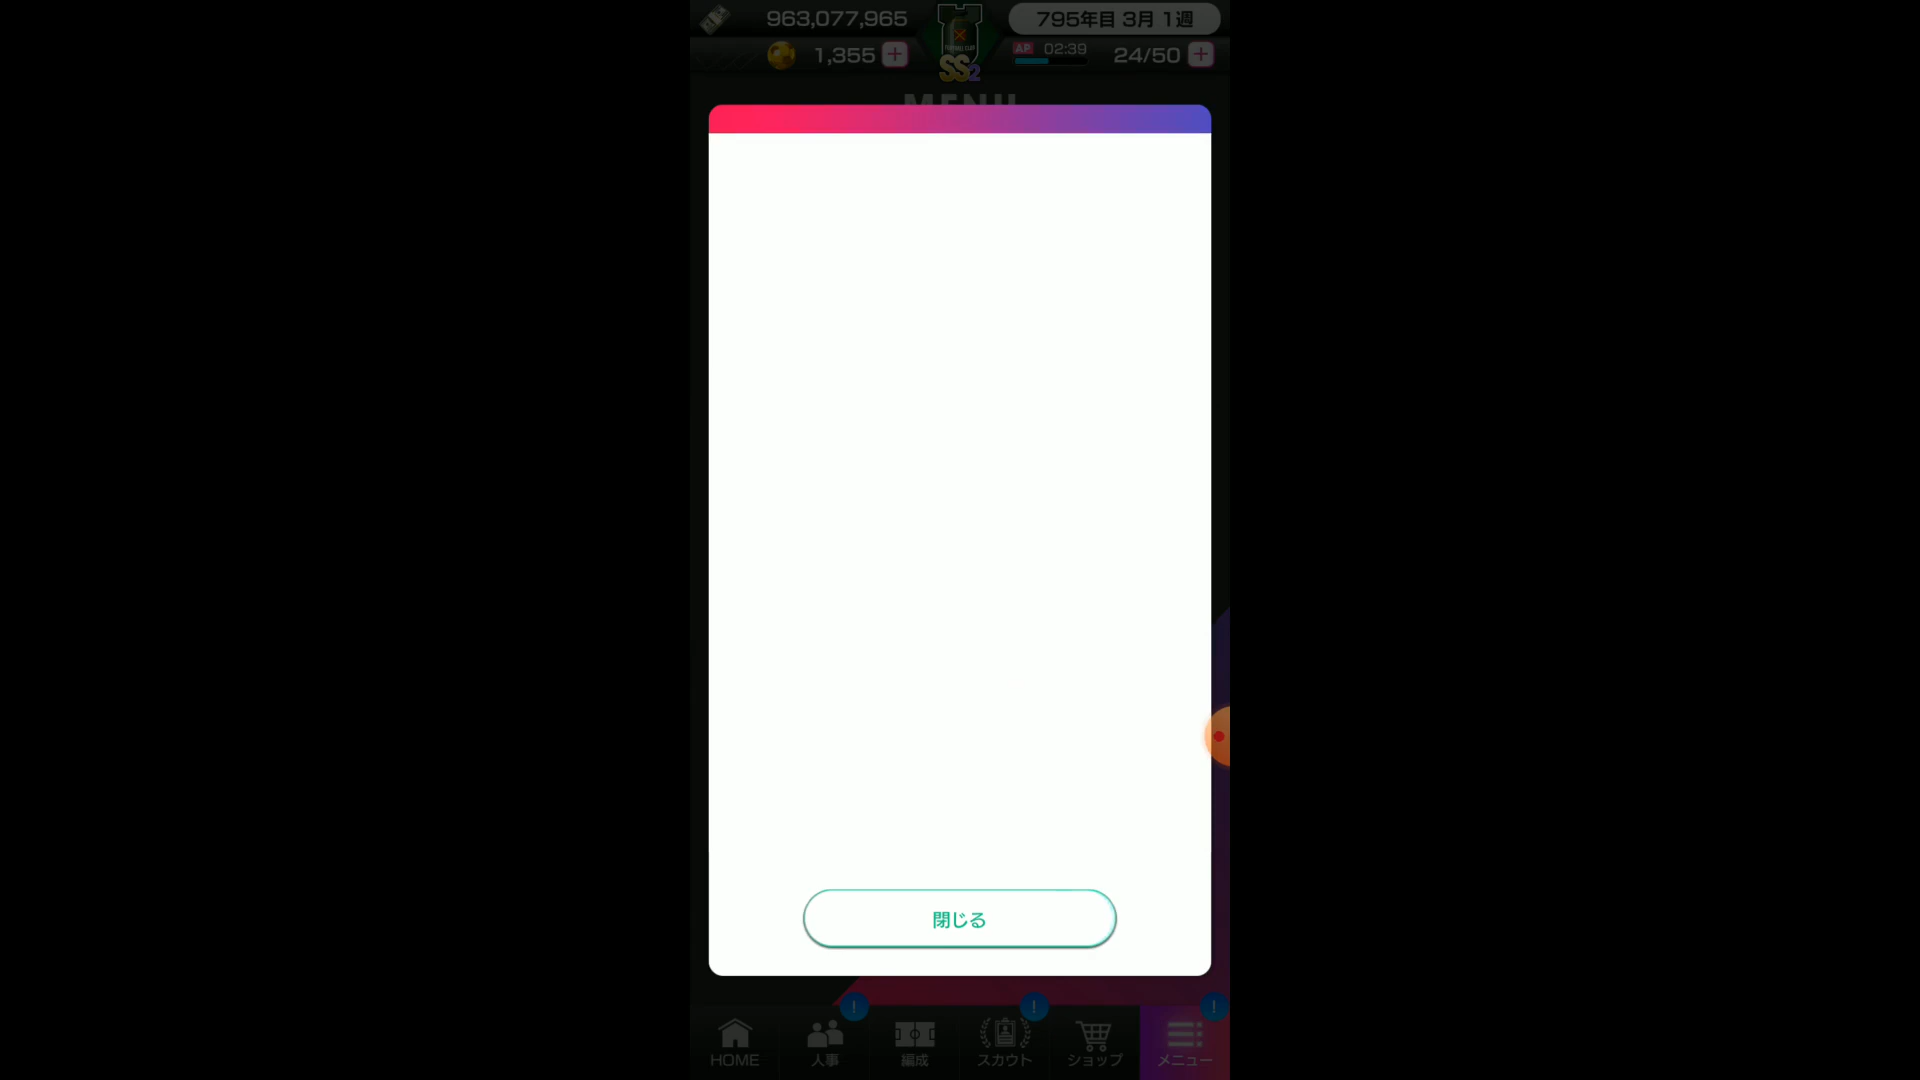 963,077,965
795年目 3月 1週
1,355
AP 02:39
24/50
SS2
MENU
閉じる
HOME
人事
編成
スカウト
ショップ
メニュー